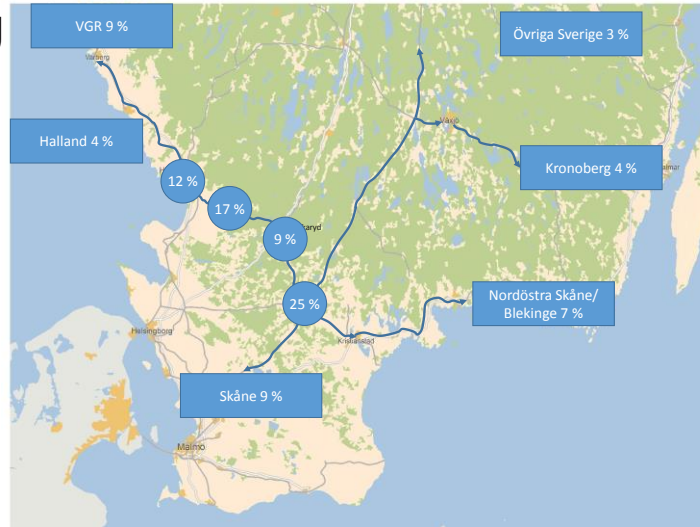 VGR 9 %
Övriga Sverige 3 %
Varberg
Halland 4 %
Växjö
Kronoberg 4 %
12 %
17 %
9 %
karyd
25 %
Nordöstra Skåne/
Blekinge 7 %
Helsingborg
Kristianstad
Skåne 9 %
Malmö